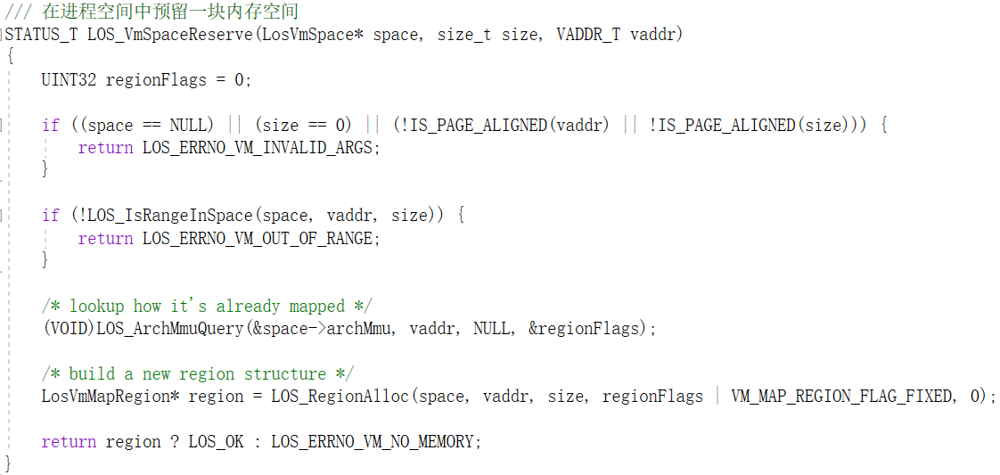 /// 在进程空间中预留一块内存空间
STATUS_T LOS_VmSpaceReserve(LosVmSpace* space, size_t size, VADDR_T vaddr)
{
    UINT32 regionFlags = 0;

    if ((space == NULL) || (size == 0) || (!IS_PAGE_ALIGNED(vaddr) || !IS_PAGE_ALIGNED(size))) {
        return LOS_ERRNO_VM_INVALID_ARGS;
    }

    if (!LOS_IsRangeInSpace(space, vaddr, size)) {
        return LOS_ERRNO_VM_OUT_OF_RANGE;
    }

    /* lookup how it's already mapped */
    (VOID)LOS_ArchMmuQuery(&space->archMmu, vaddr, NULL, &regionFlags);

    /* build a new region structure */
    LosVmMapRegion* region = LOS_RegionAlloc(space, vaddr, size, regionFlags | VM_MAP_REGION_FLAG_FIXED, 0);

    return region ? LOS_OK : LOS_ERRNO_VM_NO_MEMORY;
}